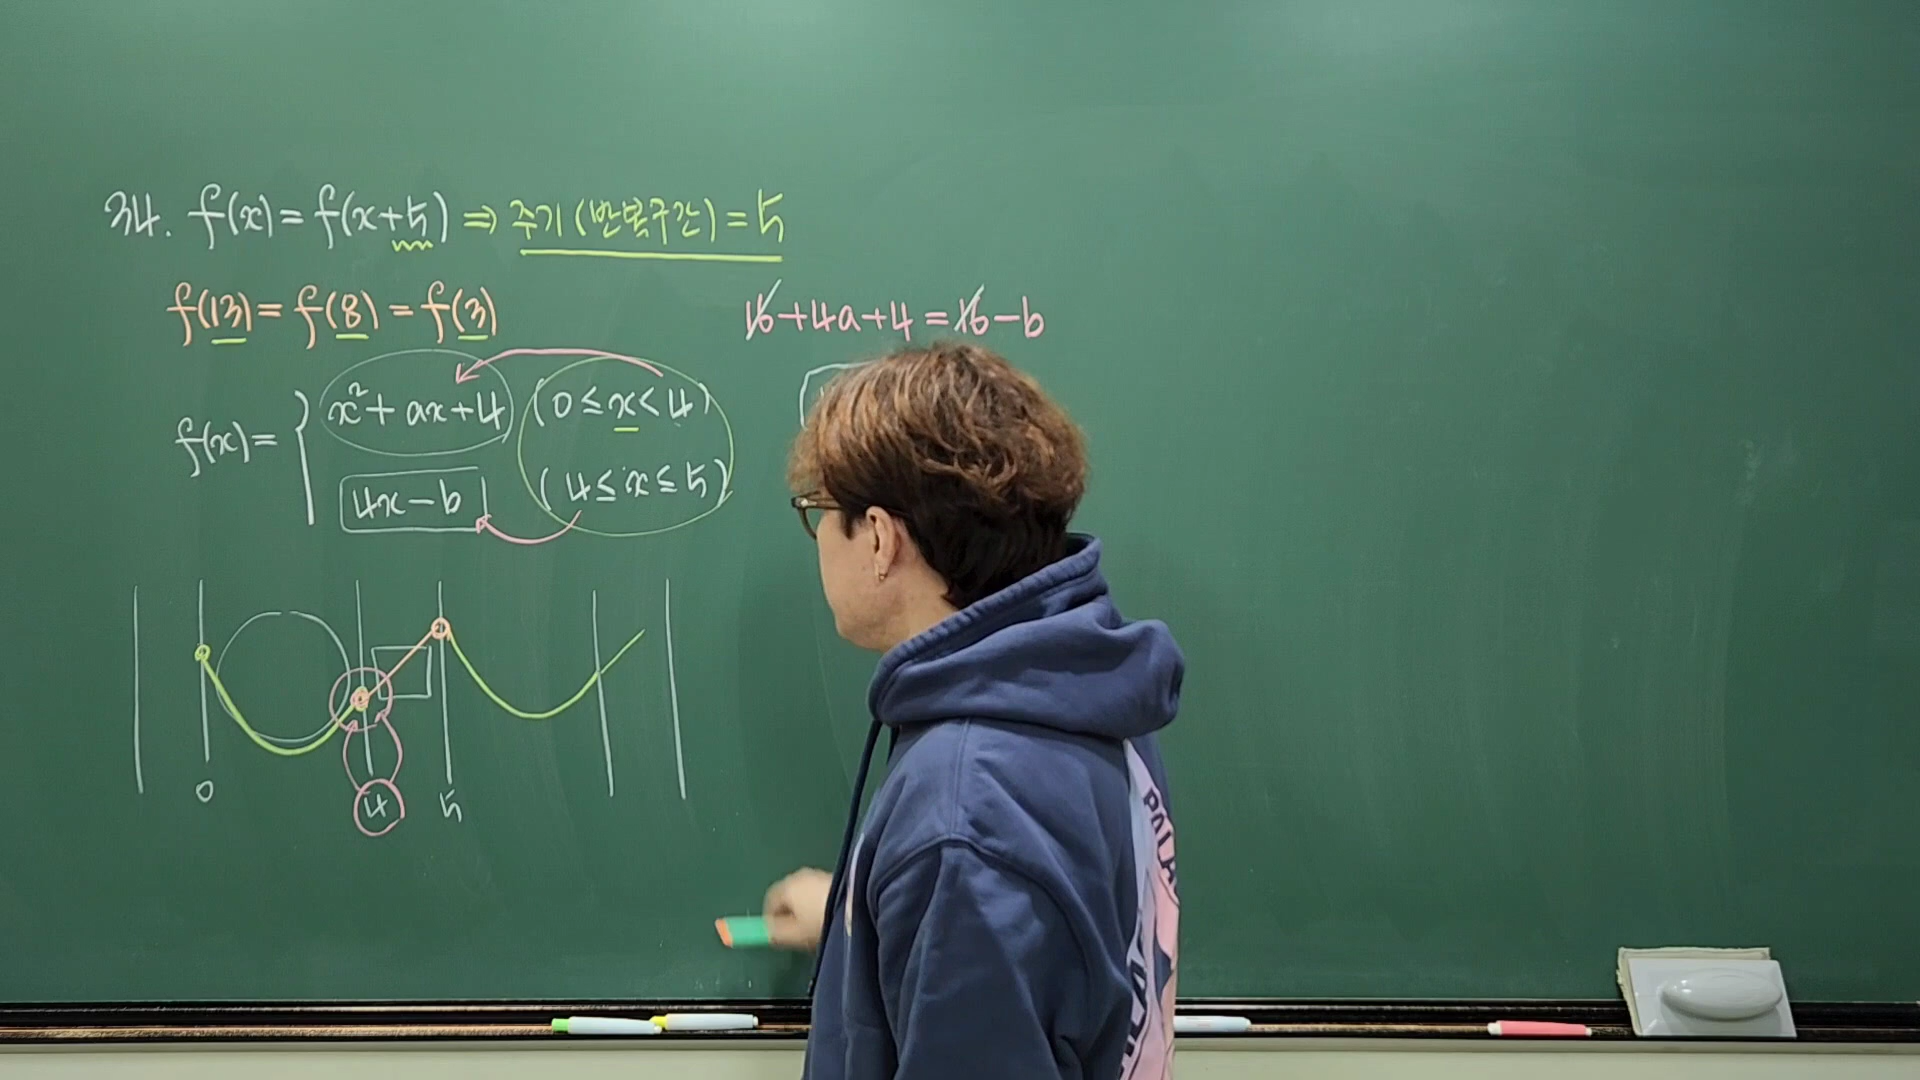 34. f(x) = f(x+5) ⇒ 주기(반복구간) = 5
f(13) = f(8) = f(3)
16+4a+4 = 16-b
f(x) = { x²+ax+4 (0≤x<4)
4x-b (4≤x≤5)
0 4 5
PALA